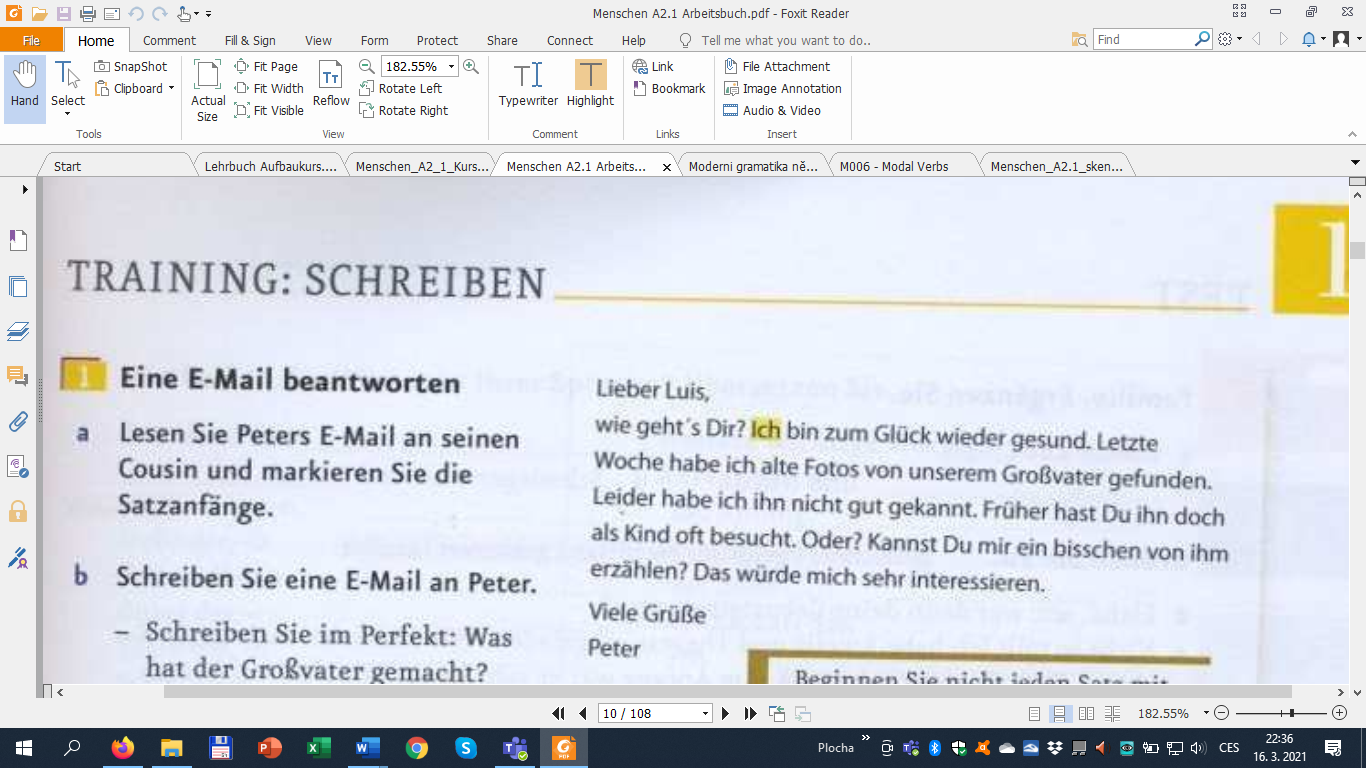 Menschen A2.1 Arbeitsbuch.pdf - Foxit Reader
File Home Comment Fill & Sign View Form Protect Share Connect Help Tell me what you want to do.. Find
Hand Select SnapShot Clipboard Actual Size Fit Page Fit Width Fit Visible Reflow 182.55% Rotate Left Rotate Right Typewriter Highlight Link Bookmark File Attachment Image Annotation Audio & Video
Tools View Comment Links Insert
Start Lehrbuch Aufbaukurs.... Menschen_A2_1_Kurs... Menschen A2.1 Arbeits... Moderni gramatika ně... M006 - Modal Verbs Menschen_A2.1_sken...
TRAINING: SCHREIBEN
1
1 Eine E-Mail beantworten
a Lesen Sie Peters E-Mail an seinen
Cousin und markieren Sie die
Satzanfänge.
b Schreiben Sie eine E-Mail an Peter.
– Schreiben Sie im Perfekt: Was
hat der Großvater gemacht?
Lieber Luis,
wie geht´s Dir? Ich bin zum Glück wieder gesund. Letzte
Woche habe ich alte Fotos von unserem Großvater gefunden.
Leider habe ich ihn nicht gut gekannt. Früher hast Du ihn doch
als Kind oft besucht. Oder? Kannst Du mir ein bisschen von ihm
erzählen? Das würde mich sehr interessieren.
Viele Grüße
Peter
Beginnen Sie nicht jeden Satz mit
10 / 108 182.55%
Plocha CES 22:36
16. 3. 2021